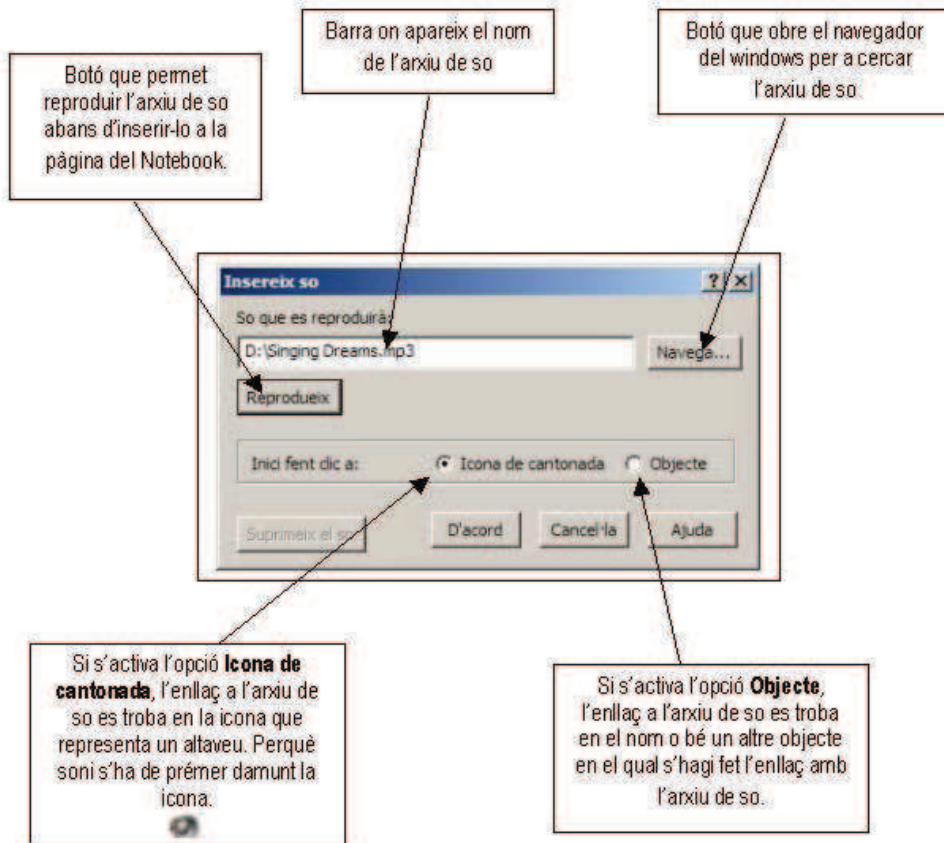 Barra on apareix el nom
de l'arxiu de so
Botó que obre el navegador
del windows per a cercar
l'arxiu de so
Botó que permet
reproduir l'arxiu de so
abans d'inserir-lo a la
pàgina del Notebook.
Insereix so
So que es reproduirà:
D:\Singing Dreams.mp3
Navega...
Reprodueix
Inici fent clic a:
Icona de cantonada
Objecte
Suprimeix el so
D'acord
Cancel·la
Ajuda
Si s'activa l'opció Icona de
cantonada, l'enllaç a l'arxiu de
so es troba en la icona que
representa un altaveu. Perquè
soni s'ha de prémer damunt la
icona.
Si s'activa l'opció Objecte,
l'enllaç a l'arxiu de so es troba
en el nom o bé un altre objecte
en el qual s'hagi fet l'enllaç amb
l'arxiu de so.